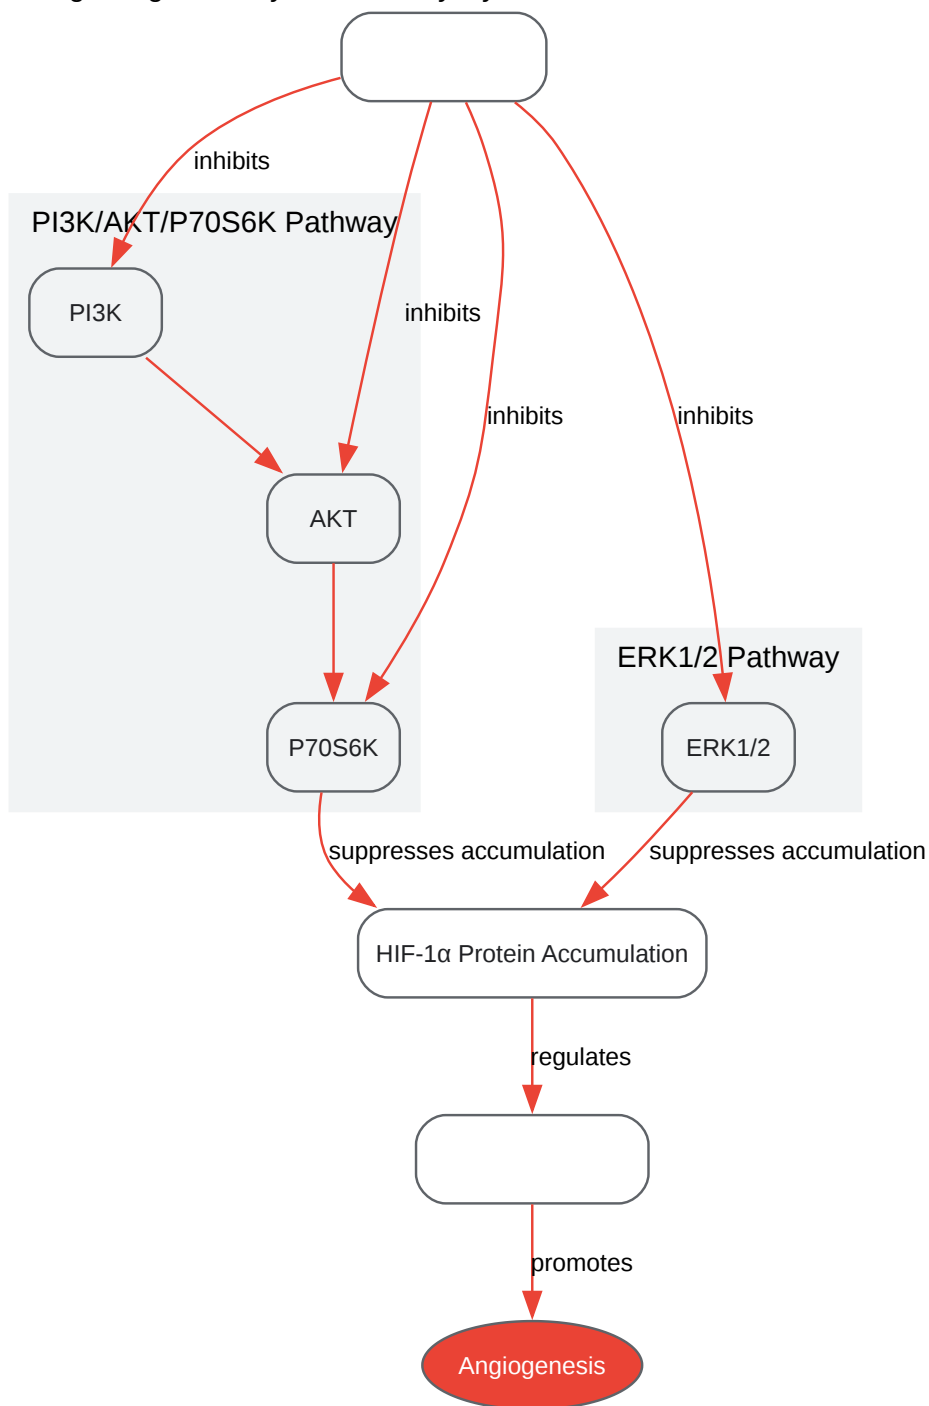 inhibits
PI3K/AKT/P70S6K Pathway
PI3K
inhibits
inhibits
inhibits
AKT
ERK1/2 Pathway
P70S6K
ERK1/2
suppresses accumulation
suppresses accumulation
HIF-1α Protein Accumulation
regulates
promotes
Angiogenesis